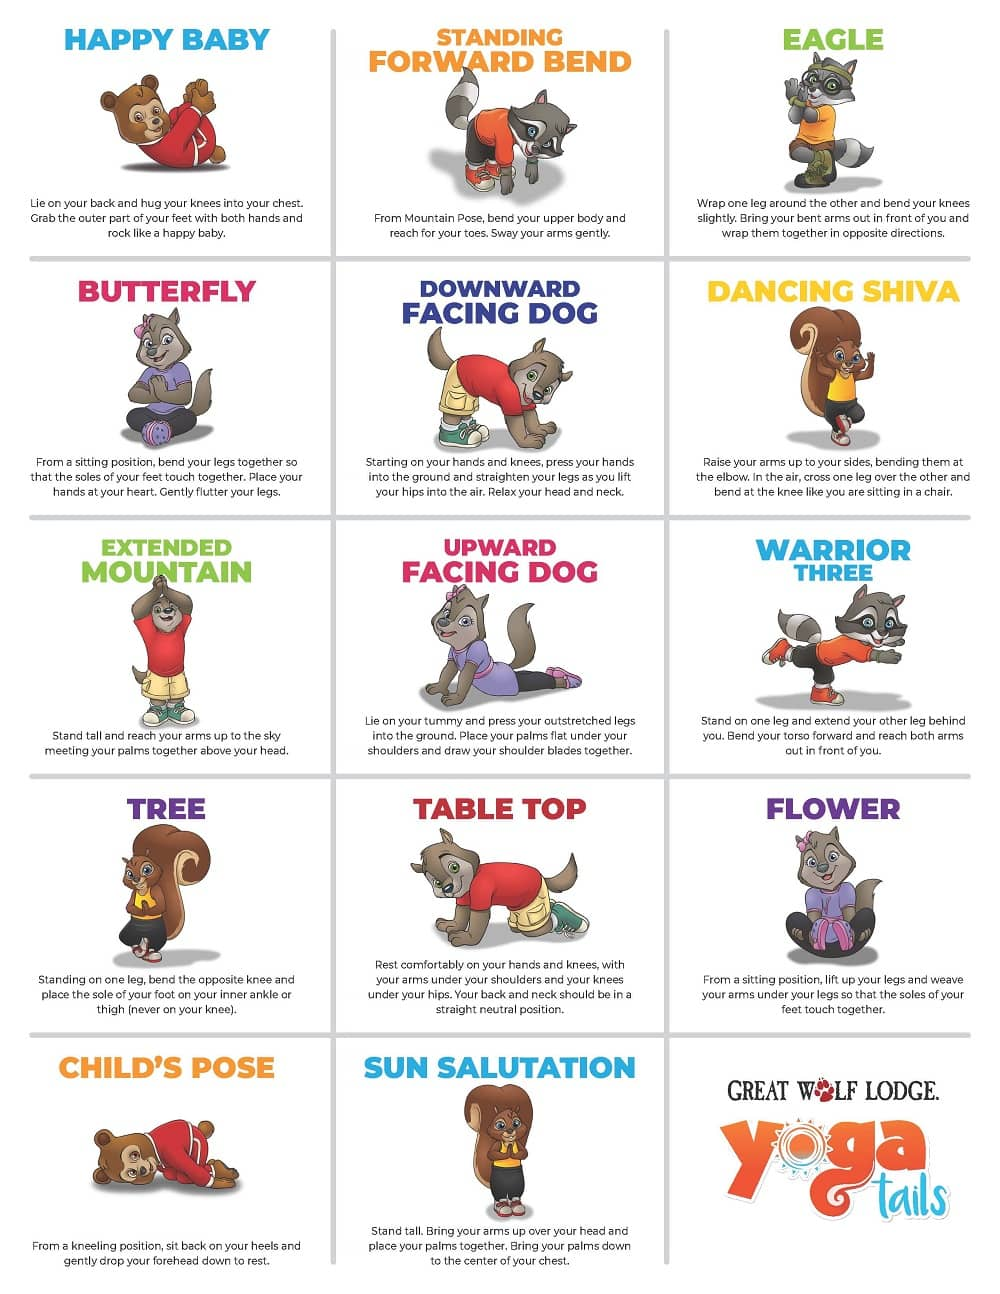 HAPPY BABY
Lie on your back and hug your knees into your chest.
Grab the outer part of your feet with both hands and
rock like a happy baby.
STANDING
FORWARD BEND
From Mountain Pose, bend your upper body and
reach for your toes. Sway your arms gently.
EAGLE
Wrap one leg around the other and bend your knees
slightly. Bring your bent arms out in front of you and
wrap them together in opposite directions.
BUTTERFLY
From a sitting position, bend your legs together so
that the soles of your feet touch together. Place your
hands at your heart. Gently flutter your legs.
DOWNWARD
FACING DOG
Starting on your hands and knees, press your hands
into the ground and straighten your legs as you lift
your hips into the air. Relax your head and neck.
DANCING SHIVA
Raise your arms up to your sides, bending them at
the elbow. In the air, cross one leg over the other and
bend at the knee like you are sitting in a chair.
EXTENDED
MOUNTAIN
Stand tall and reach your arms up to the sky
meeting your palms together above your head.
UPWARD
FACING DOG
Lie on your tummy and press your outstretched legs
into the ground. Place your palms flat under your
shoulders and draw your shoulder blades together.
WARRIOR
THREE
Stand on one leg and extend your other leg behind
you. Bend your torso forward and reach both arms
out in front of you.
TREE
Standing on one leg, bend the opposite knee and
place the sole of your foot on your inner ankle or
thigh (never on your knee).
TABLE TOP
Rest comfortably on your hands and knees, with
your arms under your shoulders and your knees
under your hips. Your back and neck should be in a
straight neutral position.
FLOWER
From a sitting position, lift up your legs and weave
your arms under your legs so that the soles of your
feet touch together.
CHILD'S POSE
From a kneeling position, sit back on your heels and
gently drop your forehead down to rest.
SUN SALUTATION
Stand tall. Bring your arms up over your head and
place your palms together. Bring your palms down
to the center of your chest.
GREAT WOLF LODGE.
yoga
tails